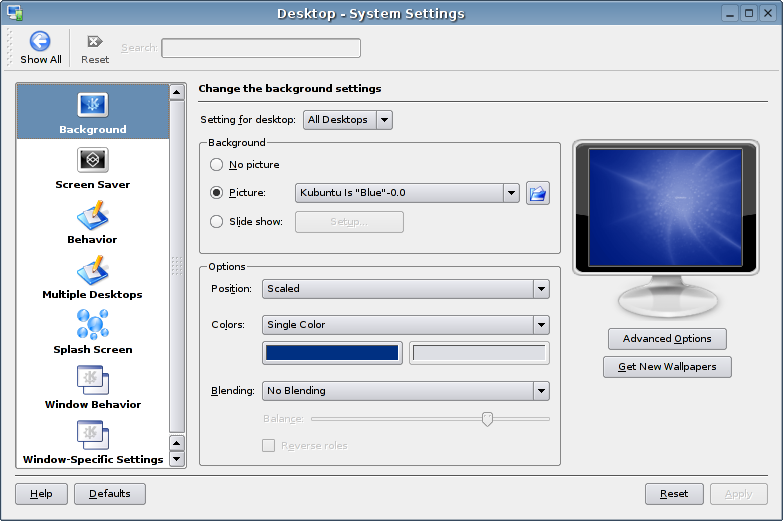 Desktop - System Settings
Show All
Reset
Search:
Background
Screen Saver
Behavior
Multiple Desktops
Splash Screen
Window Behavior
Window-Specific Settings
Change the background settings
Setting for desktop: All Desktops
Background
No picture
Picture: Kubuntu Is "Blue"-0.0
Slide show: Setup...
Options
Position: Scaled
Colors: Single Color
Blending: No Blending
Balance:
Reverse roles
Advanced Options
Get New Wallpapers
Help
Defaults
Reset
Apply